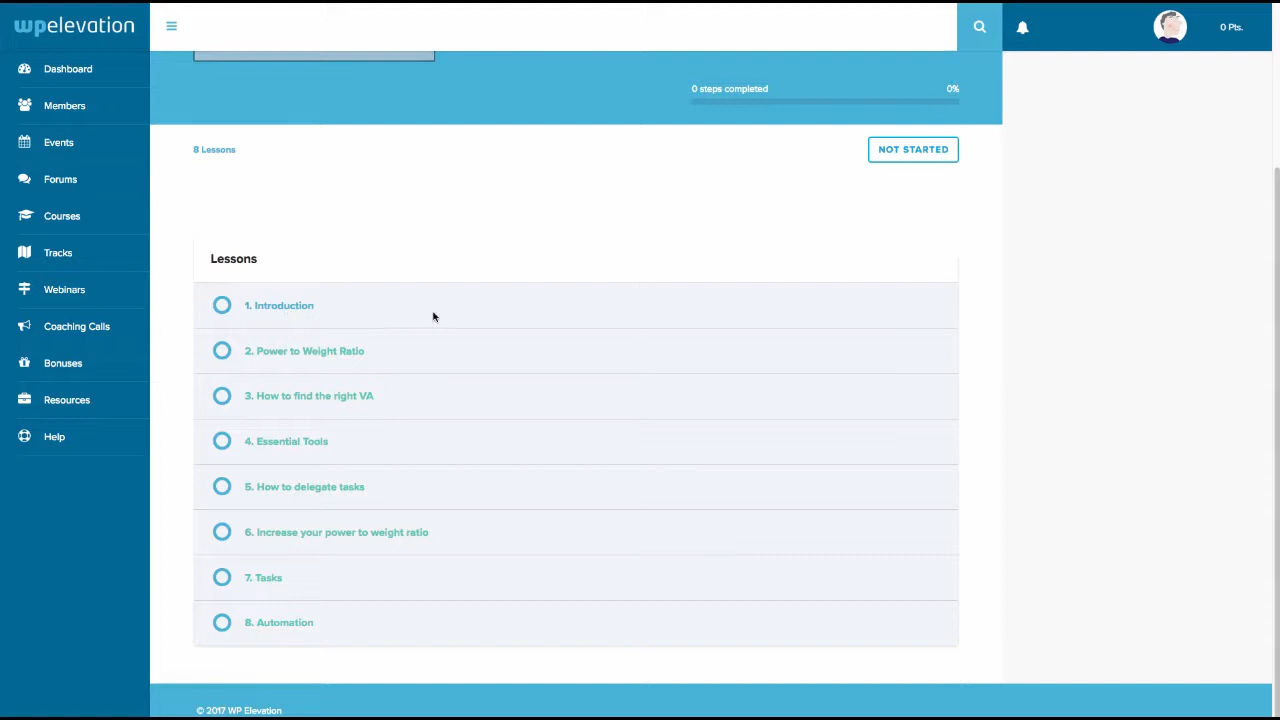 wpelevation
0 Pts.
Dashboard
Members
Events
Forums
Courses
Tracks
Webinars
Coaching Calls
Bonuses
Resources
Help
0 steps completed 0%
8 Lessons
NOT STARTED
Lessons
1. Introduction
2. Power to Weight Ratio
3. How to find the right VA
4. Essential Tools
5. How to delegate tasks
6. Increase your power to weight ratio
7. Tasks
8. Automation
© 2017 WP Elevation